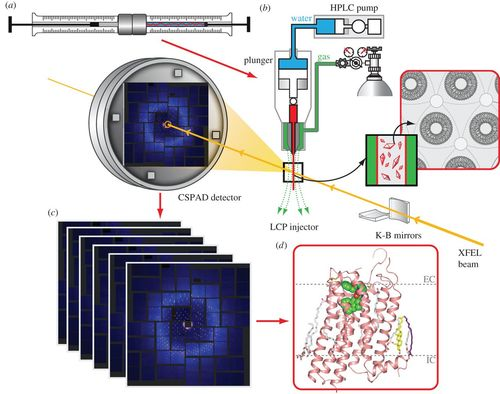 (a)
(b)
HPLC pump
water
plunger
gas
CSPAD detector
LCP injector
K-B mirrors
XFEL
beam
(c)
(d)
EC
IC